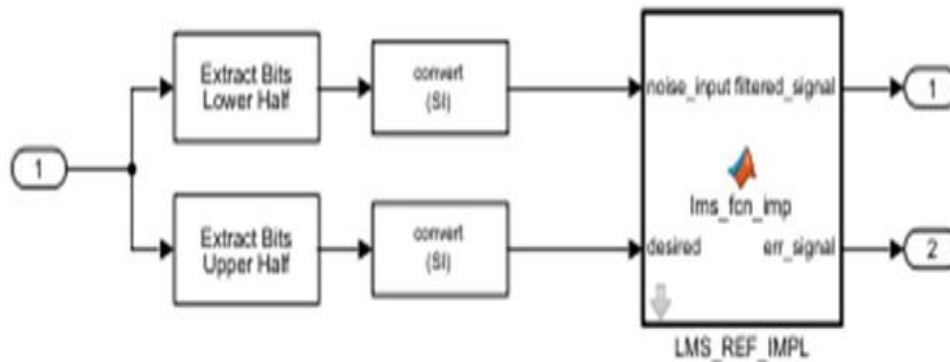 Extract Bits
Lower Half
convert
(SI)
noise_input filtered_signal
1
1
lms_fcn_imp
Extract Bits
Upper Half
convert
(SI)
desired err_signal
2
LMS_REF_IMPL